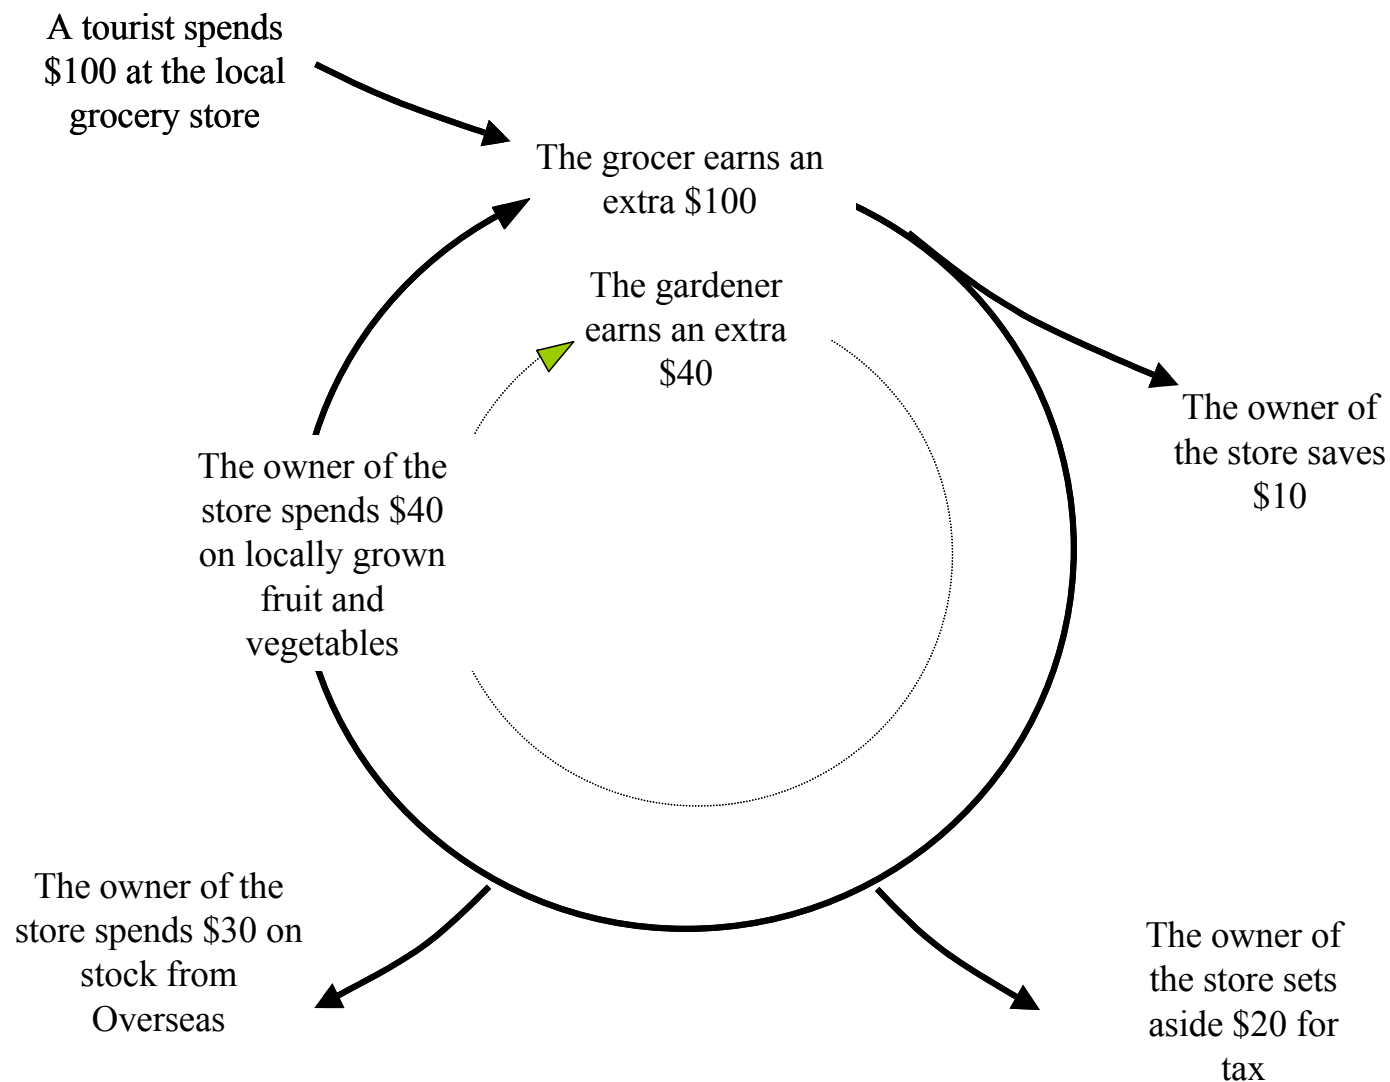 A tourist spends
$100 at the local
grocery store
The grocer earns an
extra $100
The gardener
earns an extra
$40
The owner of
the store saves
$10
The owner of the
store spends $40
on locally grown
fruit and
vegetables
The owner of the
store spends $30 on
stock from
Overseas
The owner of
the store sets
aside $20 for
tax